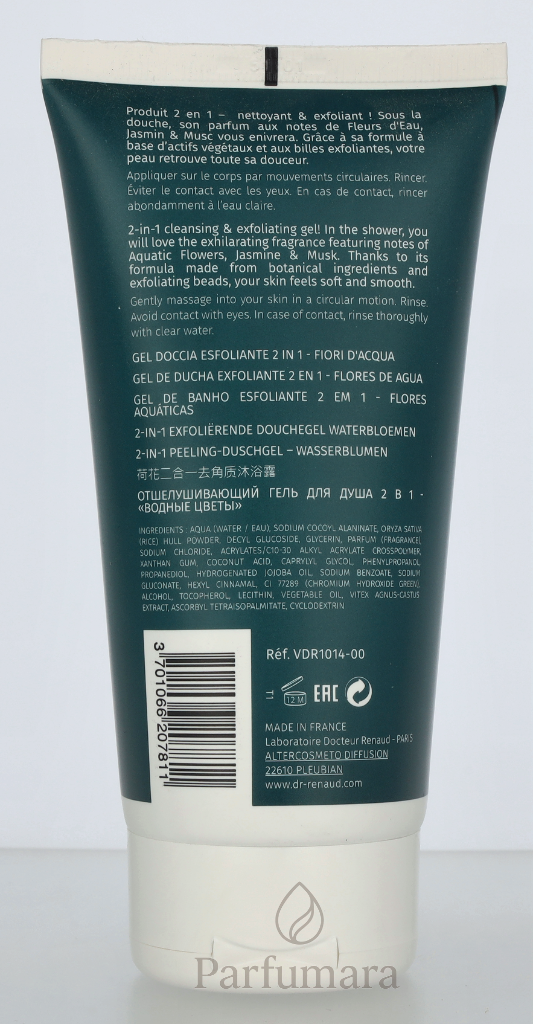 Produit 2 en 1 – nettoyant & exfoliant ! Sous la
douche, son parfum aux notes de Fleurs d'Eau,
Jasmin & Musc vous enivrera. Grâce à sa formule à
base d'actifs végétaux et aux billes exfoliantes, votre
peau retrouve toute sa douceur.
Appliquer sur le corps par mouvements circulaires. Rincer.
Éviter le contact avec les yeux. En cas de contact, rincer
abondamment à l'eau claire.
2-in-1 cleansing & exfoliating gel! In the shower, you
will love the exhilarating fragrance featuring notes of
Aquatic Flowers, Jasmine & Musk. Thanks to its
formula made from botanical ingredients and
exfoliating beads, your skin feels soft and smooth.
Gently massage into your skin in a circular motion. Rinse.
Avoid contact with eyes. In case of contact, rinse thoroughly
with clear water.
GEL DOCCIA ESFOLIANTE 2 IN 1 - FIORI D'ACQUA
GEL DE DUCHA EXFOLIANTE 2 EN 1 - FLORES DE AGUA
GEL DE BANHO ESFOLIANTE 2 EM 1 - FLORES
AQUÁTICAS
2-IN-1 EXFOLIËRENDE DOUCHEGEL WATERBLOEMEN
2-IN-1 PEELING-DUSCHGEL – WASSERBLUMEN
荷花二合一去角质沐浴露
ОТШЕЛУШИВАЮЩИЙ ГЕЛЬ ДЛЯ ДУША 2 В 1 -
«ВОДНЫЕ ЦВЕТЫ»
INGREDIENTS : AQUA (WATER / EAU), SODIUM COCOYL ALANINATE, ORYZA SATIVA
(RICE) HULL POWDER, DECYL GLUCOSIDE, GLYCERIN, PARFUM (FRAGRANCE),
SODIUM CHLORIDE, ACRYLATES/C10-30 ALKYL ACRYLATE CROSSPOLYMER,
XANTHAN GUM, COCONUT ACID, CAPRYLYL GLYCOL, PHENYLPROPANOL,
PROPANEDIOL, HYDROGENATED JOJOBA OIL, SODIUM BENZOATE, SODIUM
GLUCONATE, HEXYL CINNAMAL, CI 77289 (CHROMIUM HYDROXIDE GREEN),
ALCOHOL, TOCOPHEROL, LECITHIN, VEGETABLE OIL, VITEX AGNUS-CASTUS
EXTRACT, ASCORBYL TETRAISOPALMITATE, CYCLODEXTRIN
3 701066 207811
Réf. VDR1014-00
T1
12 M
EAC
MADE IN FRANCE
Laboratoire Docteur Renaud - PARIS
ALTERCOSMETO DIFFUSION
22610 PLEUBIAN
www.dr-renaud.com
Parfumara